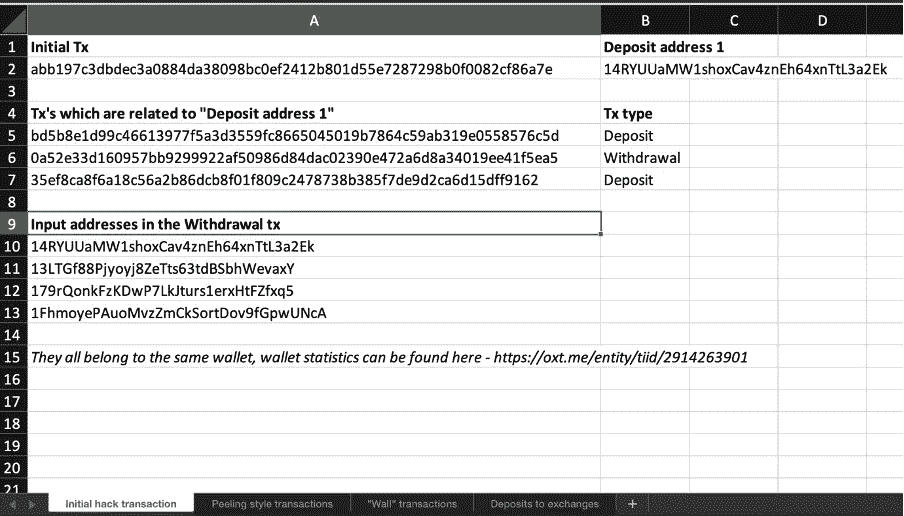 A B C D
1 Initial Tx Deposit address 1
2 abb197c3dbdec3a0884da38098bc0ef2412b801d55e7287298b0f0082cf86a7e 14RYUUaMW1shoxCav4znEh64xnTtL3a2Ek
3
4 Tx's which are related to "Deposit address 1" Tx type
5 bd5b8e1d99c46613977f5a3d3559fc8665045019b7864c59ab319e0558576c5d Deposit
6 0a52e33d160957bb9299922af50986d84dac02390e472a6d8a34019ee41f5ea5 Withdrawal
7 35ef8ca8f6a18c56a2b86dcb8f01f809c2478738b385f7de9d2ca6d15dff9162 Deposit
8
9 Input addresses in the Withdrawal tx
10 14RYUUaMW1shoxCav4znEh64xnTtL3a2Ek
11 13LTGf88Pjyoyj8ZeTts63tdBSbhWevaxY
12 179rQonkFzKDwP7LkJturs1erxHtFZfxq5
13 1FhmoyePAuoMvzZmCkSortDov9fGpwUNcA
14
15 They all belong to the same wallet, wallet statistics can be found here - https://oxt.me/entity/tiid/2914263901
16
17
18
19
20
21
Initial hack transaction Peeling style transactions "Wall" transactions Deposits to exchanges +